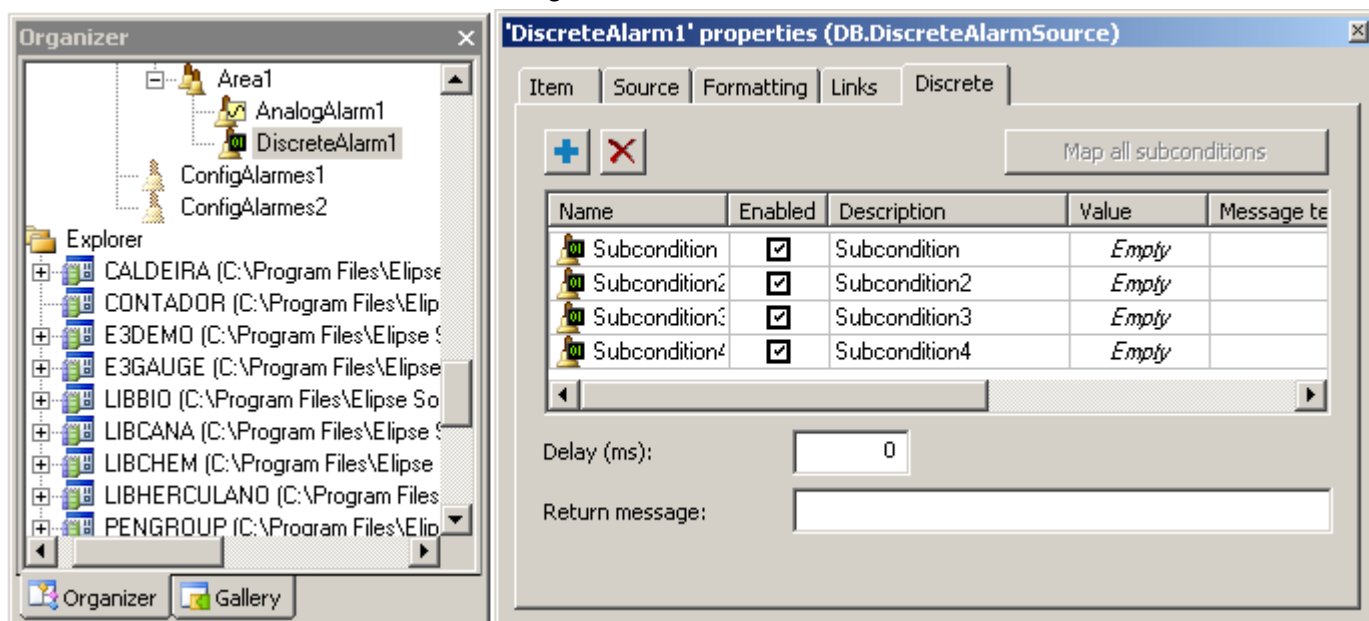 Organizer
Area1
AnalogAlarm1
DiscreteAlarm1
ConfigAlarmes1
ConfigAlarmes2
Explorer
CALDEIRA (C:\Program Files\Elipse
CONTADOR (C:\Program Files\Elip
E3DEMO (C:\Program Files\Elipse S
E3GAUGE (C:\Program Files\Elipse
LIBBIO (C:\Program Files\Elipse So
LIBCANA (C:\Program Files\Elipse S
LIBCHEM (C:\Program Files\Elipse
LIBHERCULANO (C:\Program Files
PENGROUP (C:\Program Files\Elip
Organizer Gallery
'DiscreteAlarm1' properties (DB.DiscreteAlarmSource)
Item Source Formatting Links Discrete
Map all subconditions
Name Enabled Description Value Message te
Subcondition Subcondition Empty
Subcondition2 Subcondition2 Empty
Subcondition3 Subcondition3 Empty
Subcondition4 Subcondition4 Empty
Delay (ms): 0
Return message: